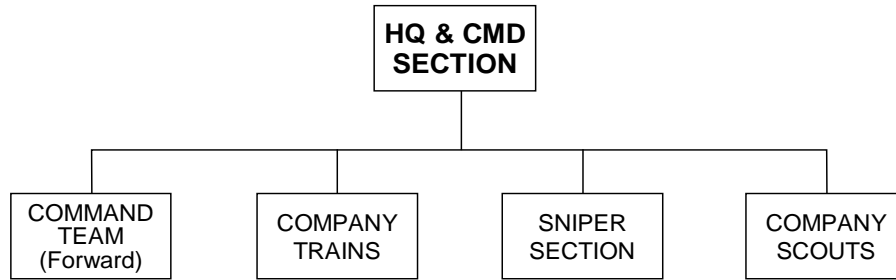 HQ & CMD
SECTION
COMMAND
TEAM
(Forward)
COMPANY
TRAINS
SNIPER
SECTION
COMPANY
SCOUTS